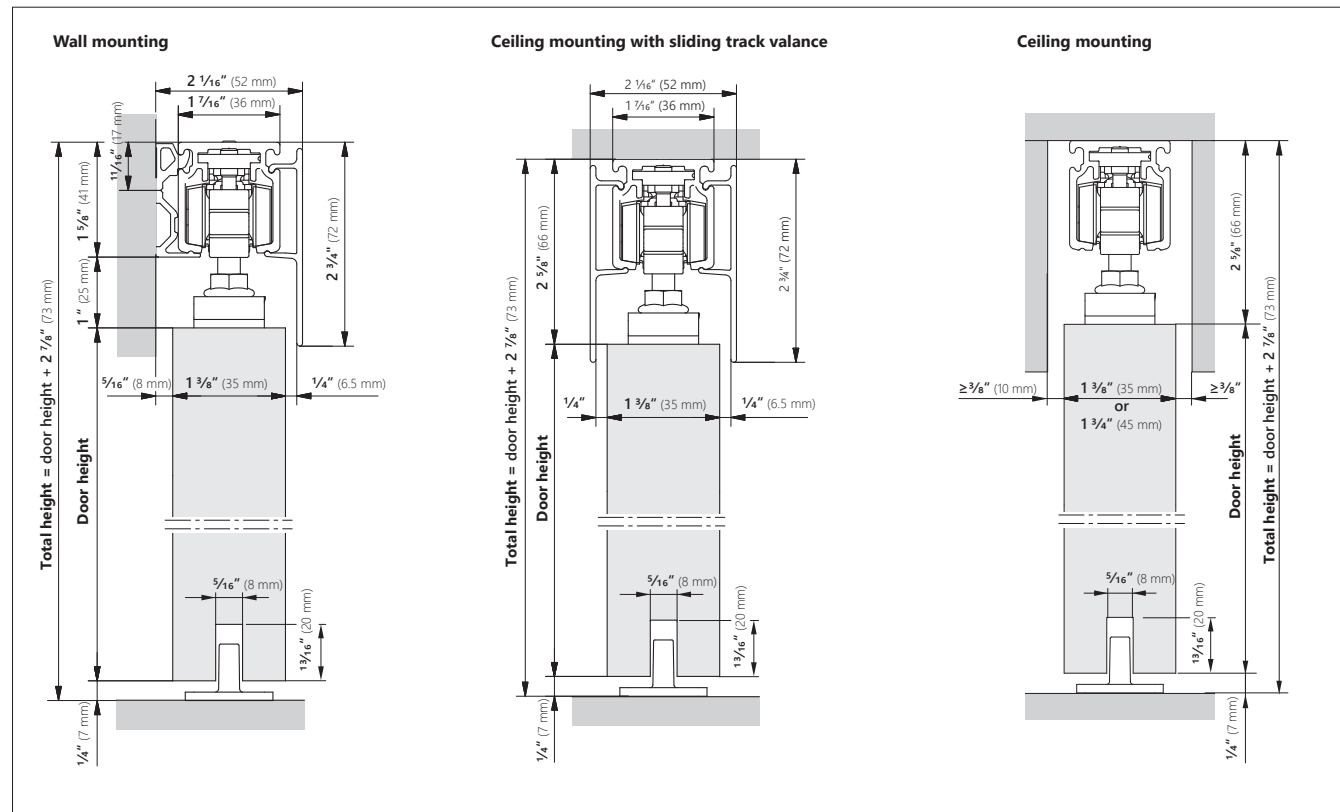 Wall mounting
2 1/16" (52 mm)
1 7/16" (36 mm)
11/16" (17 mm)
1 5/8" (41 mm)
1 " (25 mm)
2 3/4" (72 mm)
5/16" (8 mm)
1 3/8" (35 mm)
1/4" (6.5 mm)
Total height = door height + 2 7/8" (73 mm)
Door height
5/16" (8 mm)
13/16" (20 mm)
1/4" (7 mm)
Ceiling mounting with sliding track valance
2 1/16" (52 mm)
1 7/16" (36 mm)
2 5/8" (66 mm)
2 3/4" (72 mm)
1/4"
1 3/8" (35 mm)
1/4" (6.5 mm)
Total height = door height + 2 7/8" (73 mm)
Door height
5/16" (8 mm)
13/16" (20 mm)
1/4" (7 mm)
Ceiling mounting
2 5/8" (66 mm)
≥3/8" (10 mm)
1 3/8" (35 mm)
or
1 3/4" (45 mm)
≥3/8"
Door height
Total height = door height + 2 7/8" (73 mm)
5/16" (8 mm)
13/16" (20 mm)
1/4" (7 mm)